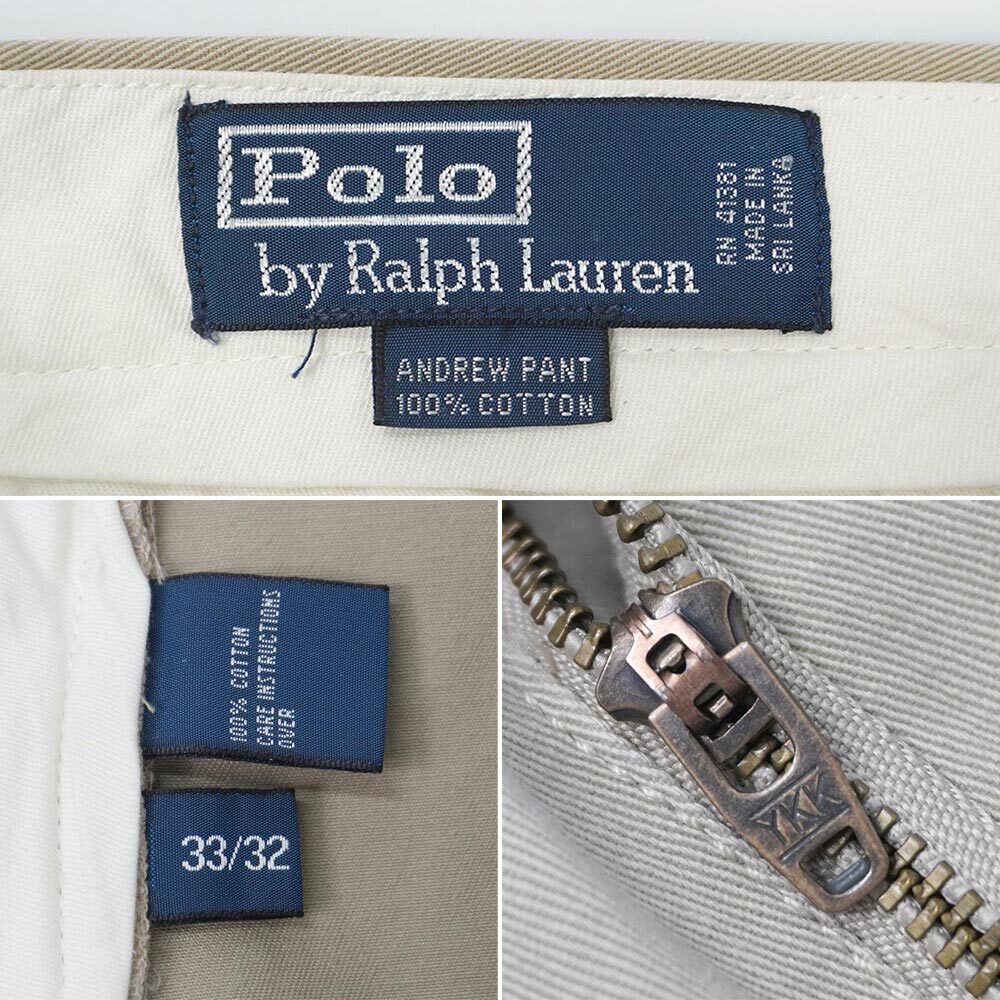 Polo
by Ralph Lauren
RN 41381
MADE IN
SRI LANKA
ANDREW PANT
100% COTTON
100% COTTON
CARE INSTRUCTIONS
OVER
33/32
YKK